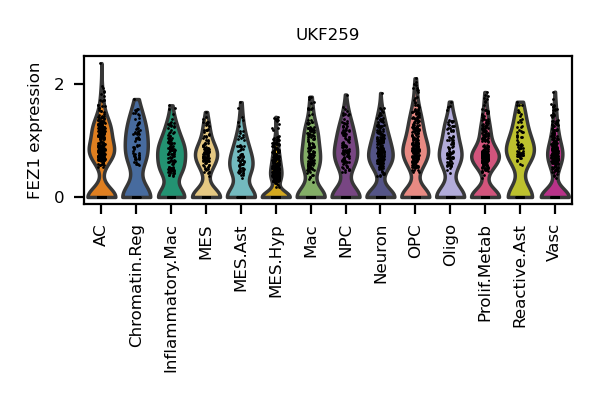 UKF259
FEZ1 expression
2
0
AC
Chromatin.Reg
Inflammatory.Mac
MES
MES.Ast
MES.Hyp
Mac
NPC
Neuron
OPC
Oligo
Prolif.Metab
Reactive.Ast
Vasc